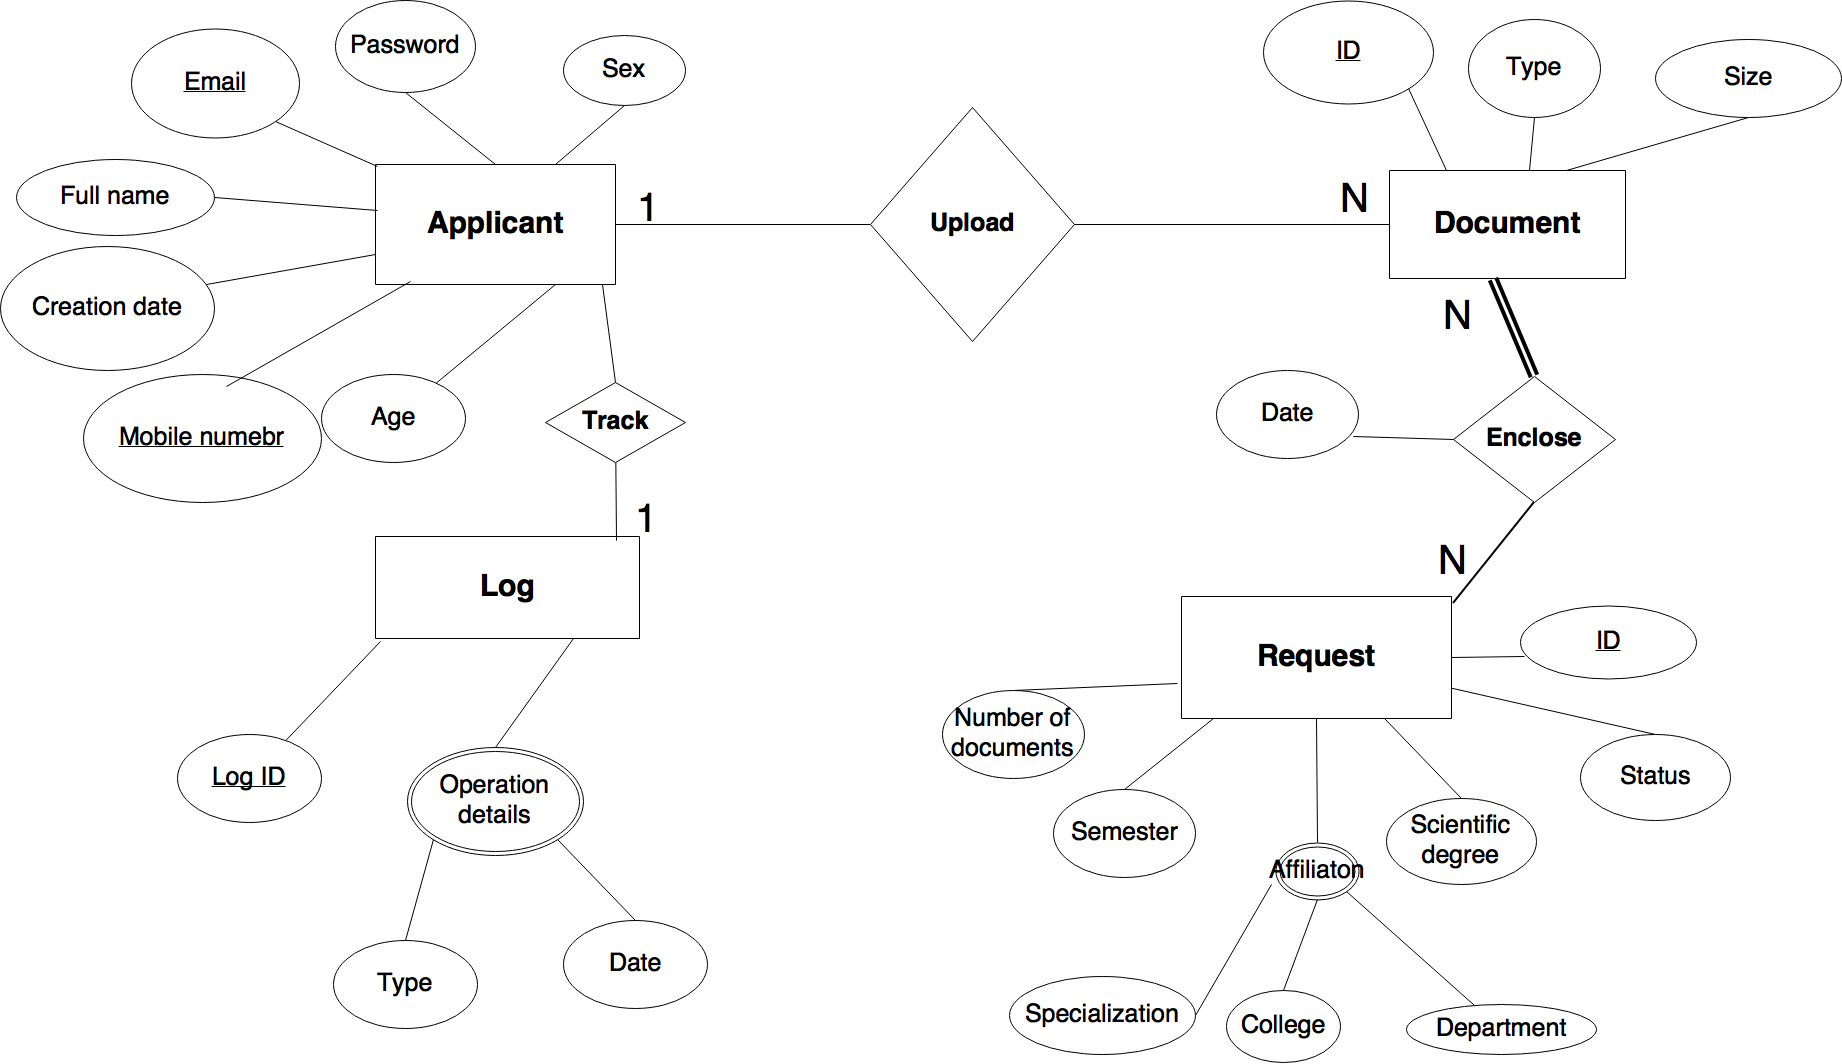 Password
Sex
Email
ID
Type
Size
Full name
Applicant
1
Upload
N
Document
Creation date
N
Mobile numebr
Age
Track
Date
Enclose
1
N
Log
Request
ID
Number of
documents
Status
Log ID
Operation
details
Semester
Scientific
degree
Affiliaton
Type
Date
Specialization
College
Department